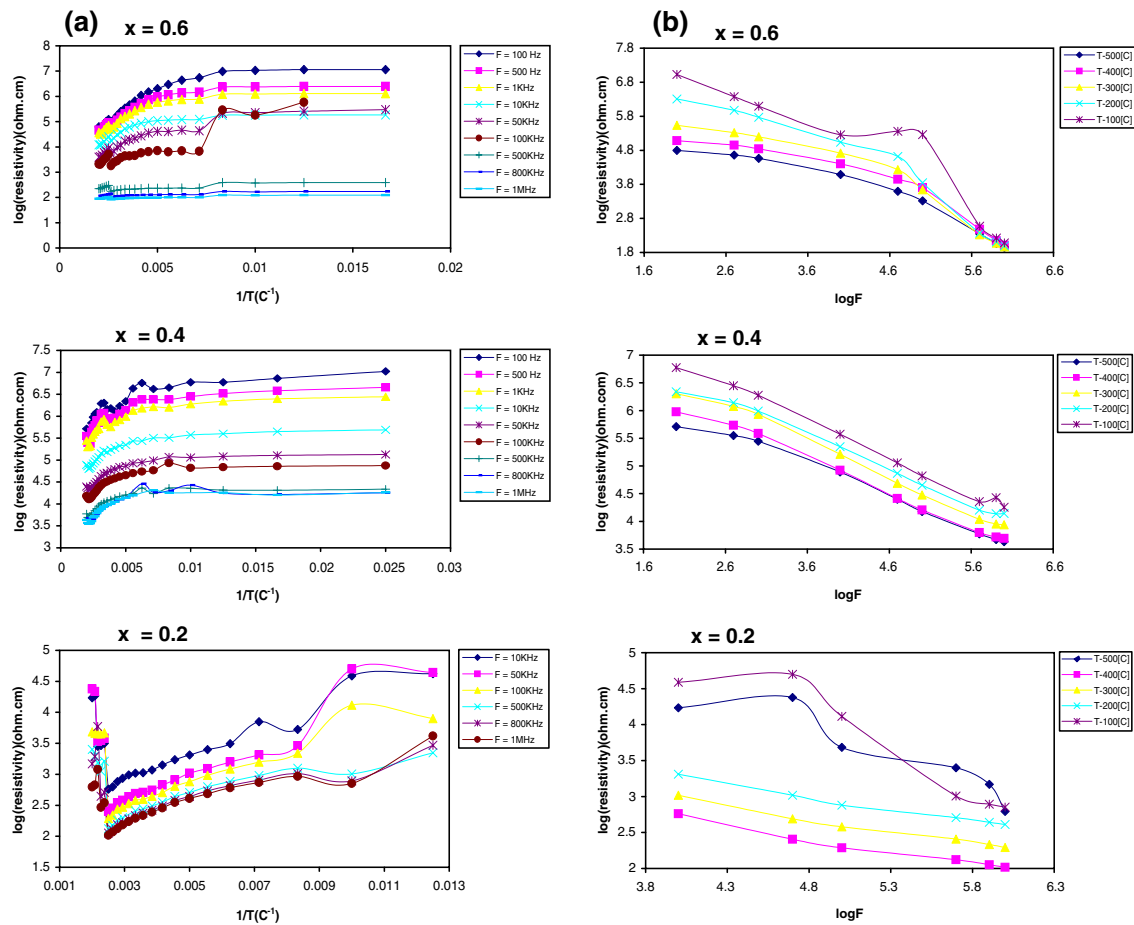 (a)
x = 0.6
log(resistivity)(ohm.cm)
8
7
6
5
4
3
2
1
0
0
0.005
0.01
0.015
0.02
1/T(C-1)
F = 100 Hz
F = 500 Hz
F = 1KHz
F = 10KHz
F = 50KHz
F = 100KHz
F = 500KHz
F = 800KHz
F = 1MHz
(b)
x = 0.6
log(resistivity)(ohm.cm)
7.8
6.8
5.8
4.8
3.8
2.8
1.8
1.6
2.6
3.6
4.6
5.6
6.6
logF
T-500[C]
T-400[C]
T-300[C]
T-200[C]
T-100[C]
x = 0.4
log (resistivity)(ohm.com)
7.5
7
6.5
6
5.5
5
4.5
4
3.5
3
0
0.005
0.01
0.015
0.02
0.025
0.03
1/T(C-1)
F = 100 Hz
F = 500 Hz
F = 1KHz
F = 10KHz
F = 50KHz
F = 100KHz
F = 500KHz
F = 800KHz
F = 1MHz
x = 0.4
log (resistivity)(ohm.cm)
7
6.5
6
5.5
5
4.5
4
3.5
1.6
2.6
3.6
4.6
5.6
6.6
logF
T-500[C]
T-400[C]
T-300[C]
T-200[C]
T-100[C]
x = 0.2
log(resistivity)(ohm.cm)
5
4.5
4
3.5
3
2.5
2
1.5
0.001
0.003
0.005
0.007
0.009
0.011
0.013
1/T(C-1)
F = 10KHz
F = 50KHz
F = 100KHz
F = 500KHz
F = 800KHz
F = 1MHz
x = 0.2
log(resistivity)(ohm.cm)
5
4.5
4
3.5
3
2.5
2
3.8
4.3
4.8
5.3
5.8
6.3
logF
T-500[C]
T-400[C]
T-300[C]
T-200[C]
T-100[C]